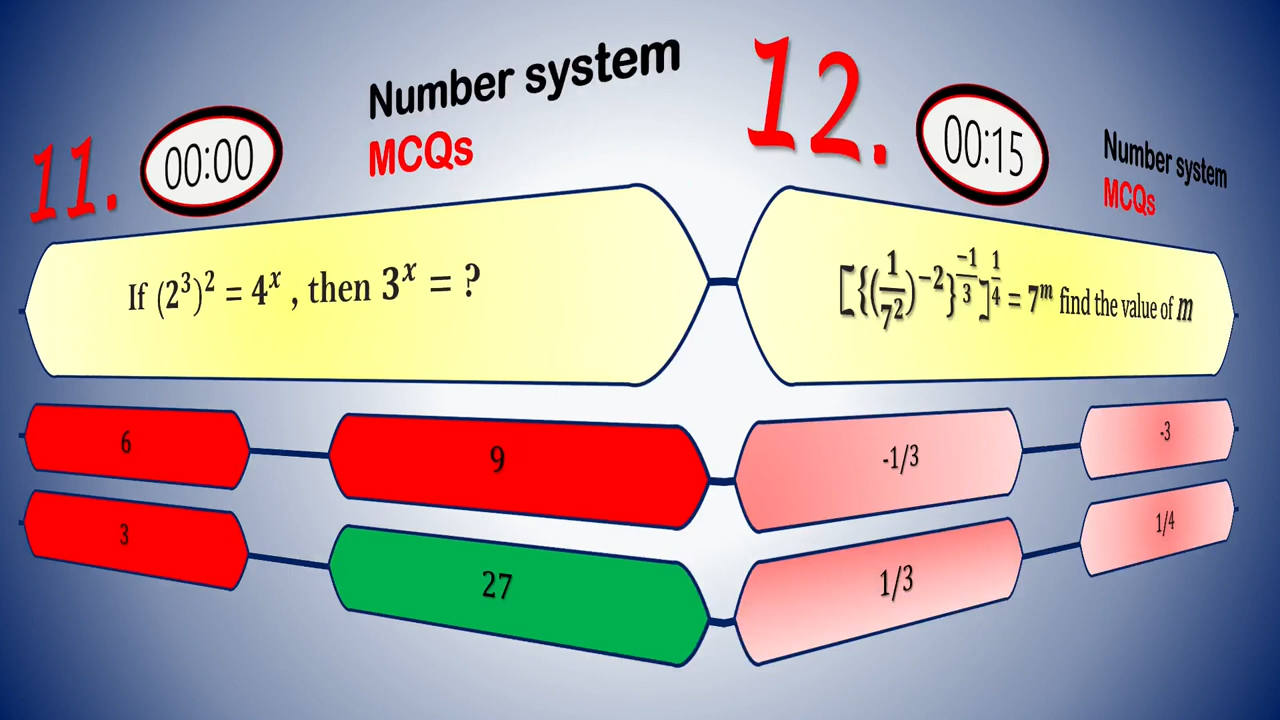 11.
00:00
Number system
MCQs
If (2³)² = 4ˣ , then 3ˣ = ?
6
9
3
27
12.
00:15
Number system
MCQs
[{(1/7²)⁻²}^(-1/3)]^(1/4) = 7ᵐ find the value of m
-1/3
-3
1/3
1/4